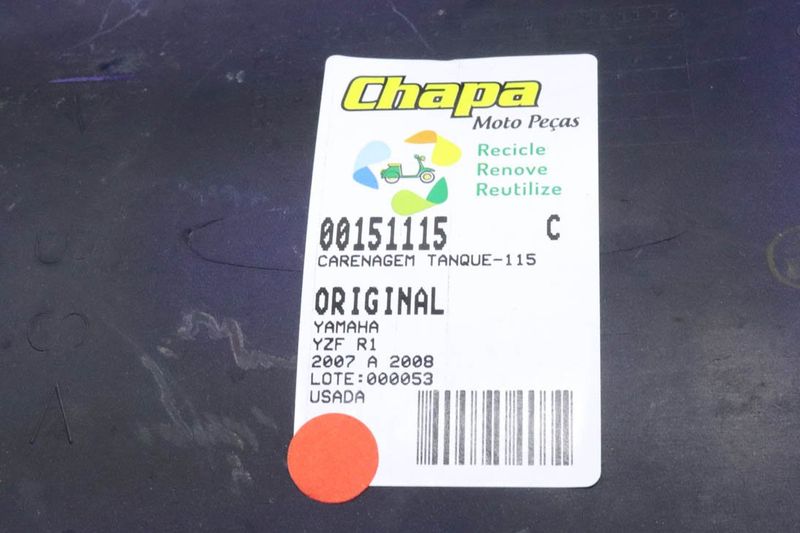 Chapa
Moto Peças
Recicle
Renove
Reutilize
00151115 C
CARENAGEM TANQUE-115
ORIGINAL
YAMAHA
YZF R1
2007 A 2008
LOTE:000053
USADA